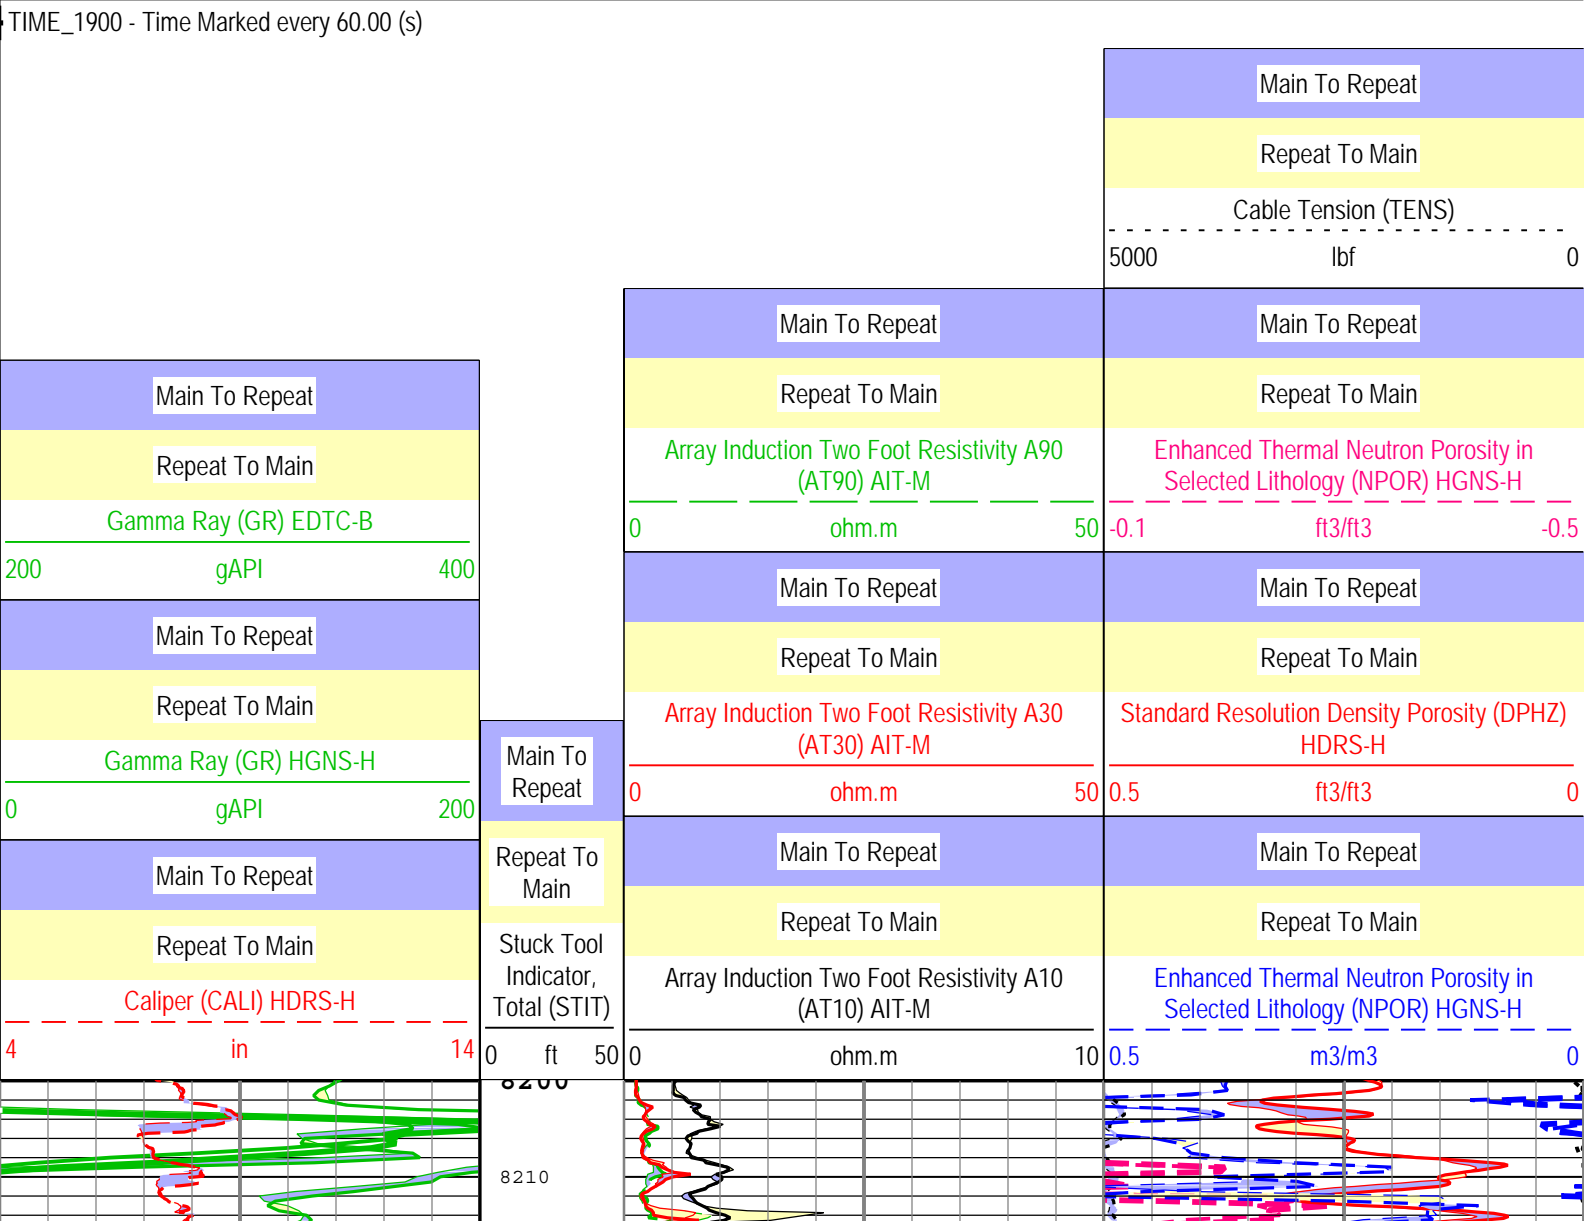 TIME_1900 - Time Marked every 60.00 (s)
Main To Repeat
Repeat To Main
Cable Tension (TENS)
5000 lbf 0
Main To Repeat
Repeat To Main
Array Induction Two Foot Resistivity A90
(AT90) AIT-M
0 ohm.m 50
Main To Repeat
Repeat To Main
Enhanced Thermal Neutron Porosity in
Selected Lithology (NPOR) HGNS-H
-0.1 ft3/ft3 -0.5
Main To Repeat
Repeat To Main
Gamma Ray (GR) EDTC-B
200 gAPI 400
Main To Repeat
Repeat To Main
Array Induction Two Foot Resistivity A30
(AT30) AIT-M
0 ohm.m 50
Main To Repeat
Repeat To Main
Standard Resolution Density Porosity (DPHZ)
HDRS-H
0.5 ft3/ft3 0
Main To Repeat
Repeat To Main
Gamma Ray (GR) HGNS-H
0 gAPI 200
Main To
Repeat
Repeat To
Main
Stuck Tool
Indicator,
Total (STIT)
0 ft 50
Main To Repeat
Repeat To Main
Caliper (CALI) HDRS-H
4 in 14
Main To Repeat
Repeat To Main
Array Induction Two Foot Resistivity A10
(AT10) AIT-M
0 ohm.m 10
Main To Repeat
Repeat To Main
Enhanced Thermal Neutron Porosity in
Selected Lithology (NPOR) HGNS-H
0.5 m3/m3 0
8200
8210